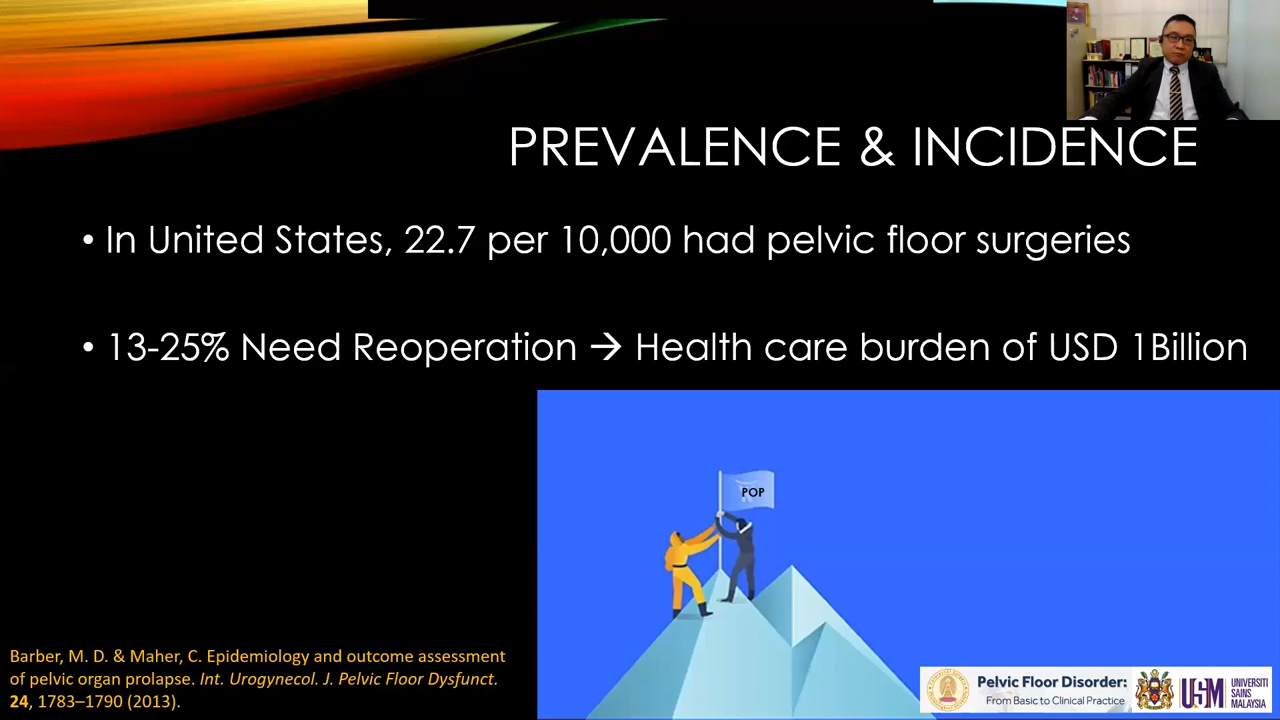 PREVALENCE & INCIDENCE
• In United States, 22.7 per 10,000 had pelvic floor surgeries
• 13-25% Need Reoperation → Health care burden of USD 1Billion
POP
Barber, M. D. & Maher, C. Epidemiology and outcome assessment
of pelvic organ prolapse. Int. Urogynecol. J. Pelvic Floor Dysfunct.
24, 1783–1790 (2013).
Pelvic Floor Disorder:
From Basic to Clinical Practice
USM
UNIVERSITI
SAINS
MALAYSIA